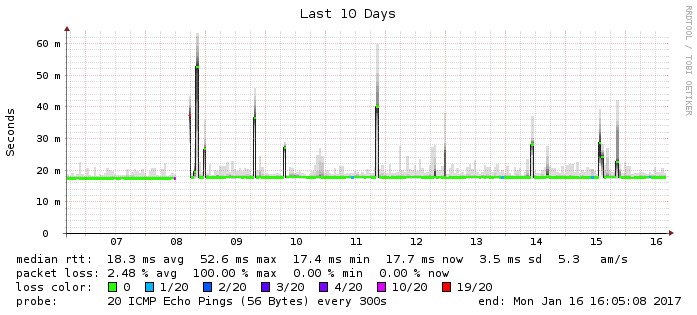 Last 10 Days
RRDTOOL / TOBI OETIKER
Seconds
60 m
50 m
40 m
30 m
20 m
10 m
0
07 08 09 10 11 12 13 14 15 16
median rtt: 18.3 ms avg 52.6 ms max 17.4 ms min 17.7 ms now 3.5 ms sd 5.3 am/s
packet loss: 2.48 % avg 100.00 % max 0.00 % min 0.00 % now
loss color: 0 1/20 2/20 3/20 4/20 10/20 19/20
probe: 20 ICMP Echo Pings (56 Bytes) every 300s end: Mon Jan 16 16:05:08 2017